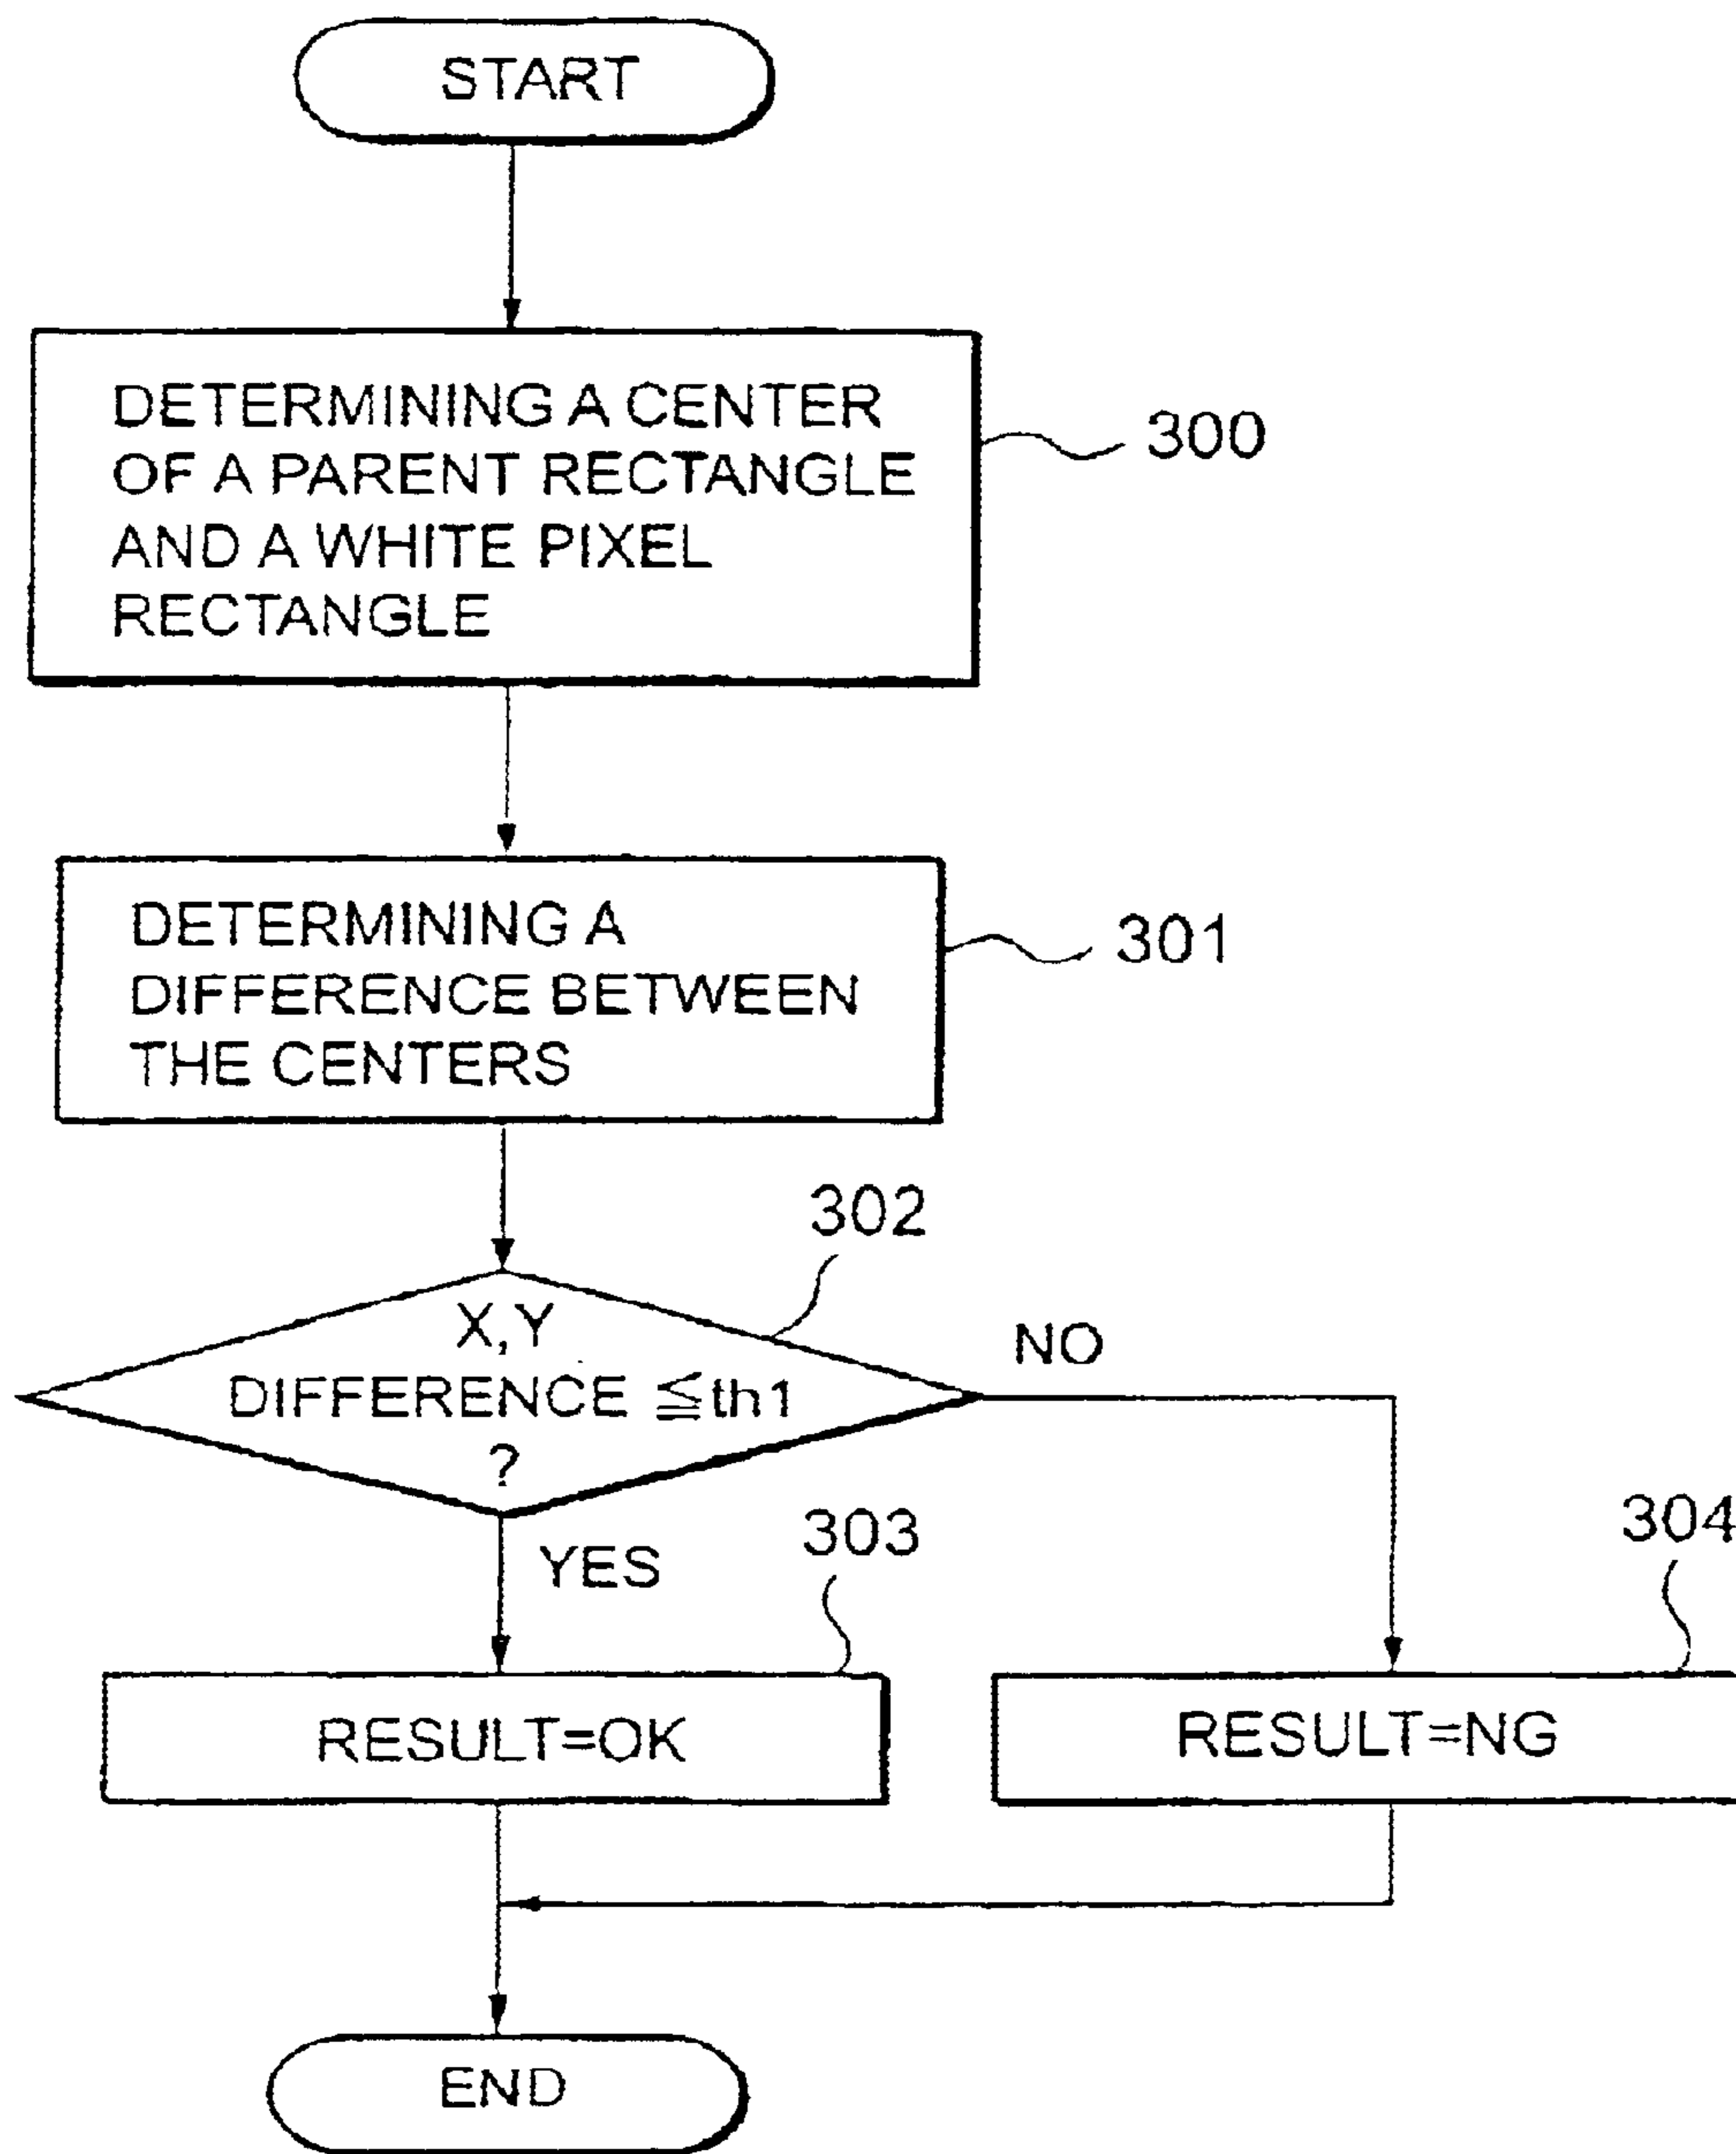 START
DETERMINING A CENTER
OF A PARENT RECTANGLE
AND A WHITE PIXEL
RECTANGLE
300
DETERMINING A
DIFFERENCE BETWEEN
THE CENTERS
301
302
X,Y
DIFFERENCE ≦th1
?
NO
YES
303
304
RESULT=OK
RESULT=NG
END